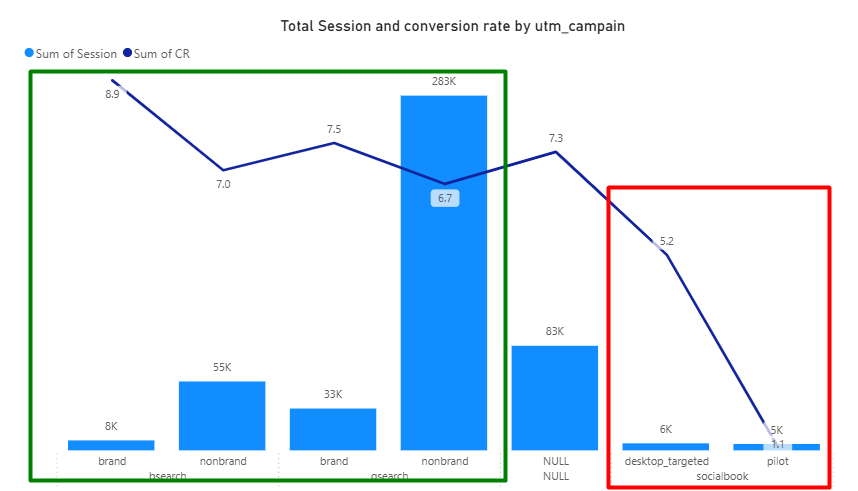 Total Session and conversion rate by utm_campain
Sum of Session Sum of CR
283K
8.9
7.5
7.3
7.0
6.7
5.2
83K
55K
33K
8K
6K
5K
1.1
brand nonbrand brand nonbrand NULL desktop_targeted pilot
bsearch gsearch NULL socialbook